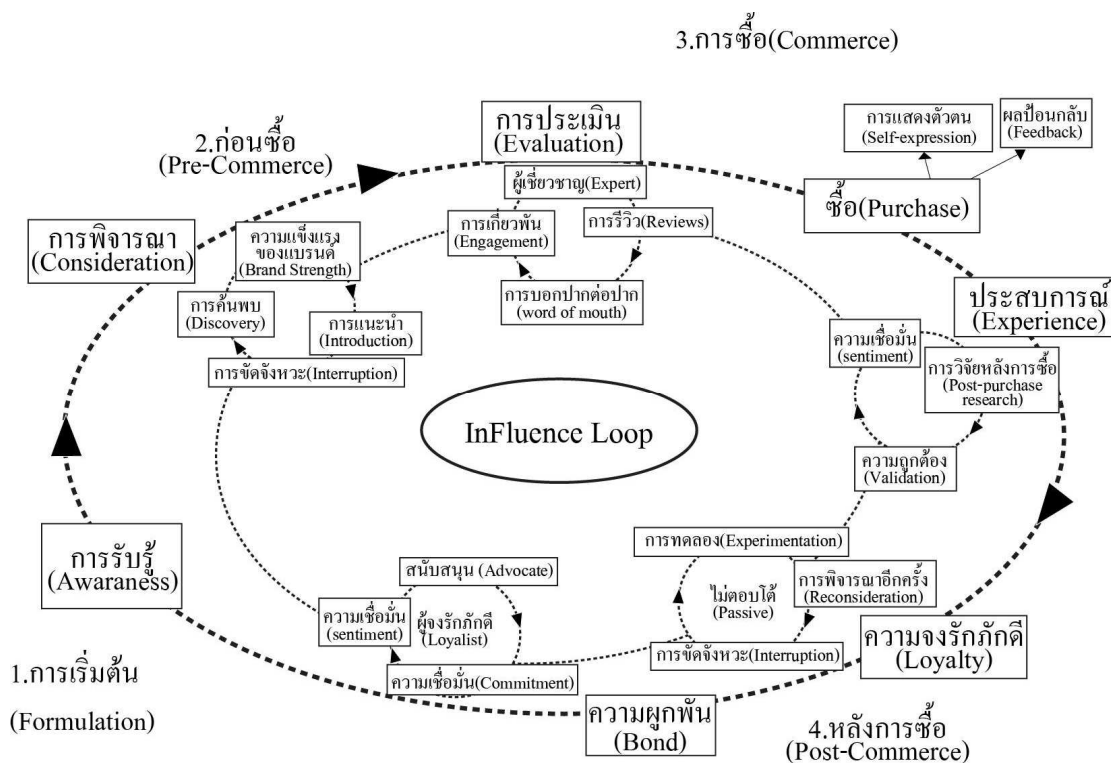 3.การซื้อ(Commerce)
2.ก่อนซื้อ
(Pre-Commerce)
การประเมิน
(Evaluation)
การแสดงตัวตน
(Self-expression)
ผลป้อนกลับ
(Feedback)
ซื้อ(Purchase)
ผู้เชี่ยวชาญ(Expert)
การเกี่ยวพัน
(Engagement)
การรีวิว(Reviews)
การบอกปากต่อปาก
(word of mouth)
การพิจารณา
(Consideration)
ความแข็งแรง
ของแบรนด์
(Brand Strength)
การค้นพบ
(Discovery)
การแนะนำ
(Introduction)
การขัดจังหวะ(Interruption)
ประสบการณ์
(Experience)
ความเชื่อมั่น
(sentiment)
การวิจัยหลังการซื้อ
(Post-purchase
research)
ความถูกต้อง
(Validation)
InFluence Loop
การรับรู้
(Awaraness)
สนับสนุน (Advocate)
ความเชื่อมั่น
(sentiment)
ผู้จงรักภักดี
(Loyalist)
ความเชื่อมั่น(Commitment)
การทดลอง(Experimentation)
ไม่ตอบโต้
(Passive)
การพิจารณาอีกครั้ง
(Reconsideration)
การขัดจังหวะ(Interruption)
ความจงรักภักดี
(Loyalty)
ความผูกพัน
(Bond)
1.การเริ่มต้น
(Formulation)
4.หลังการซื้อ
(Post-Commerce)